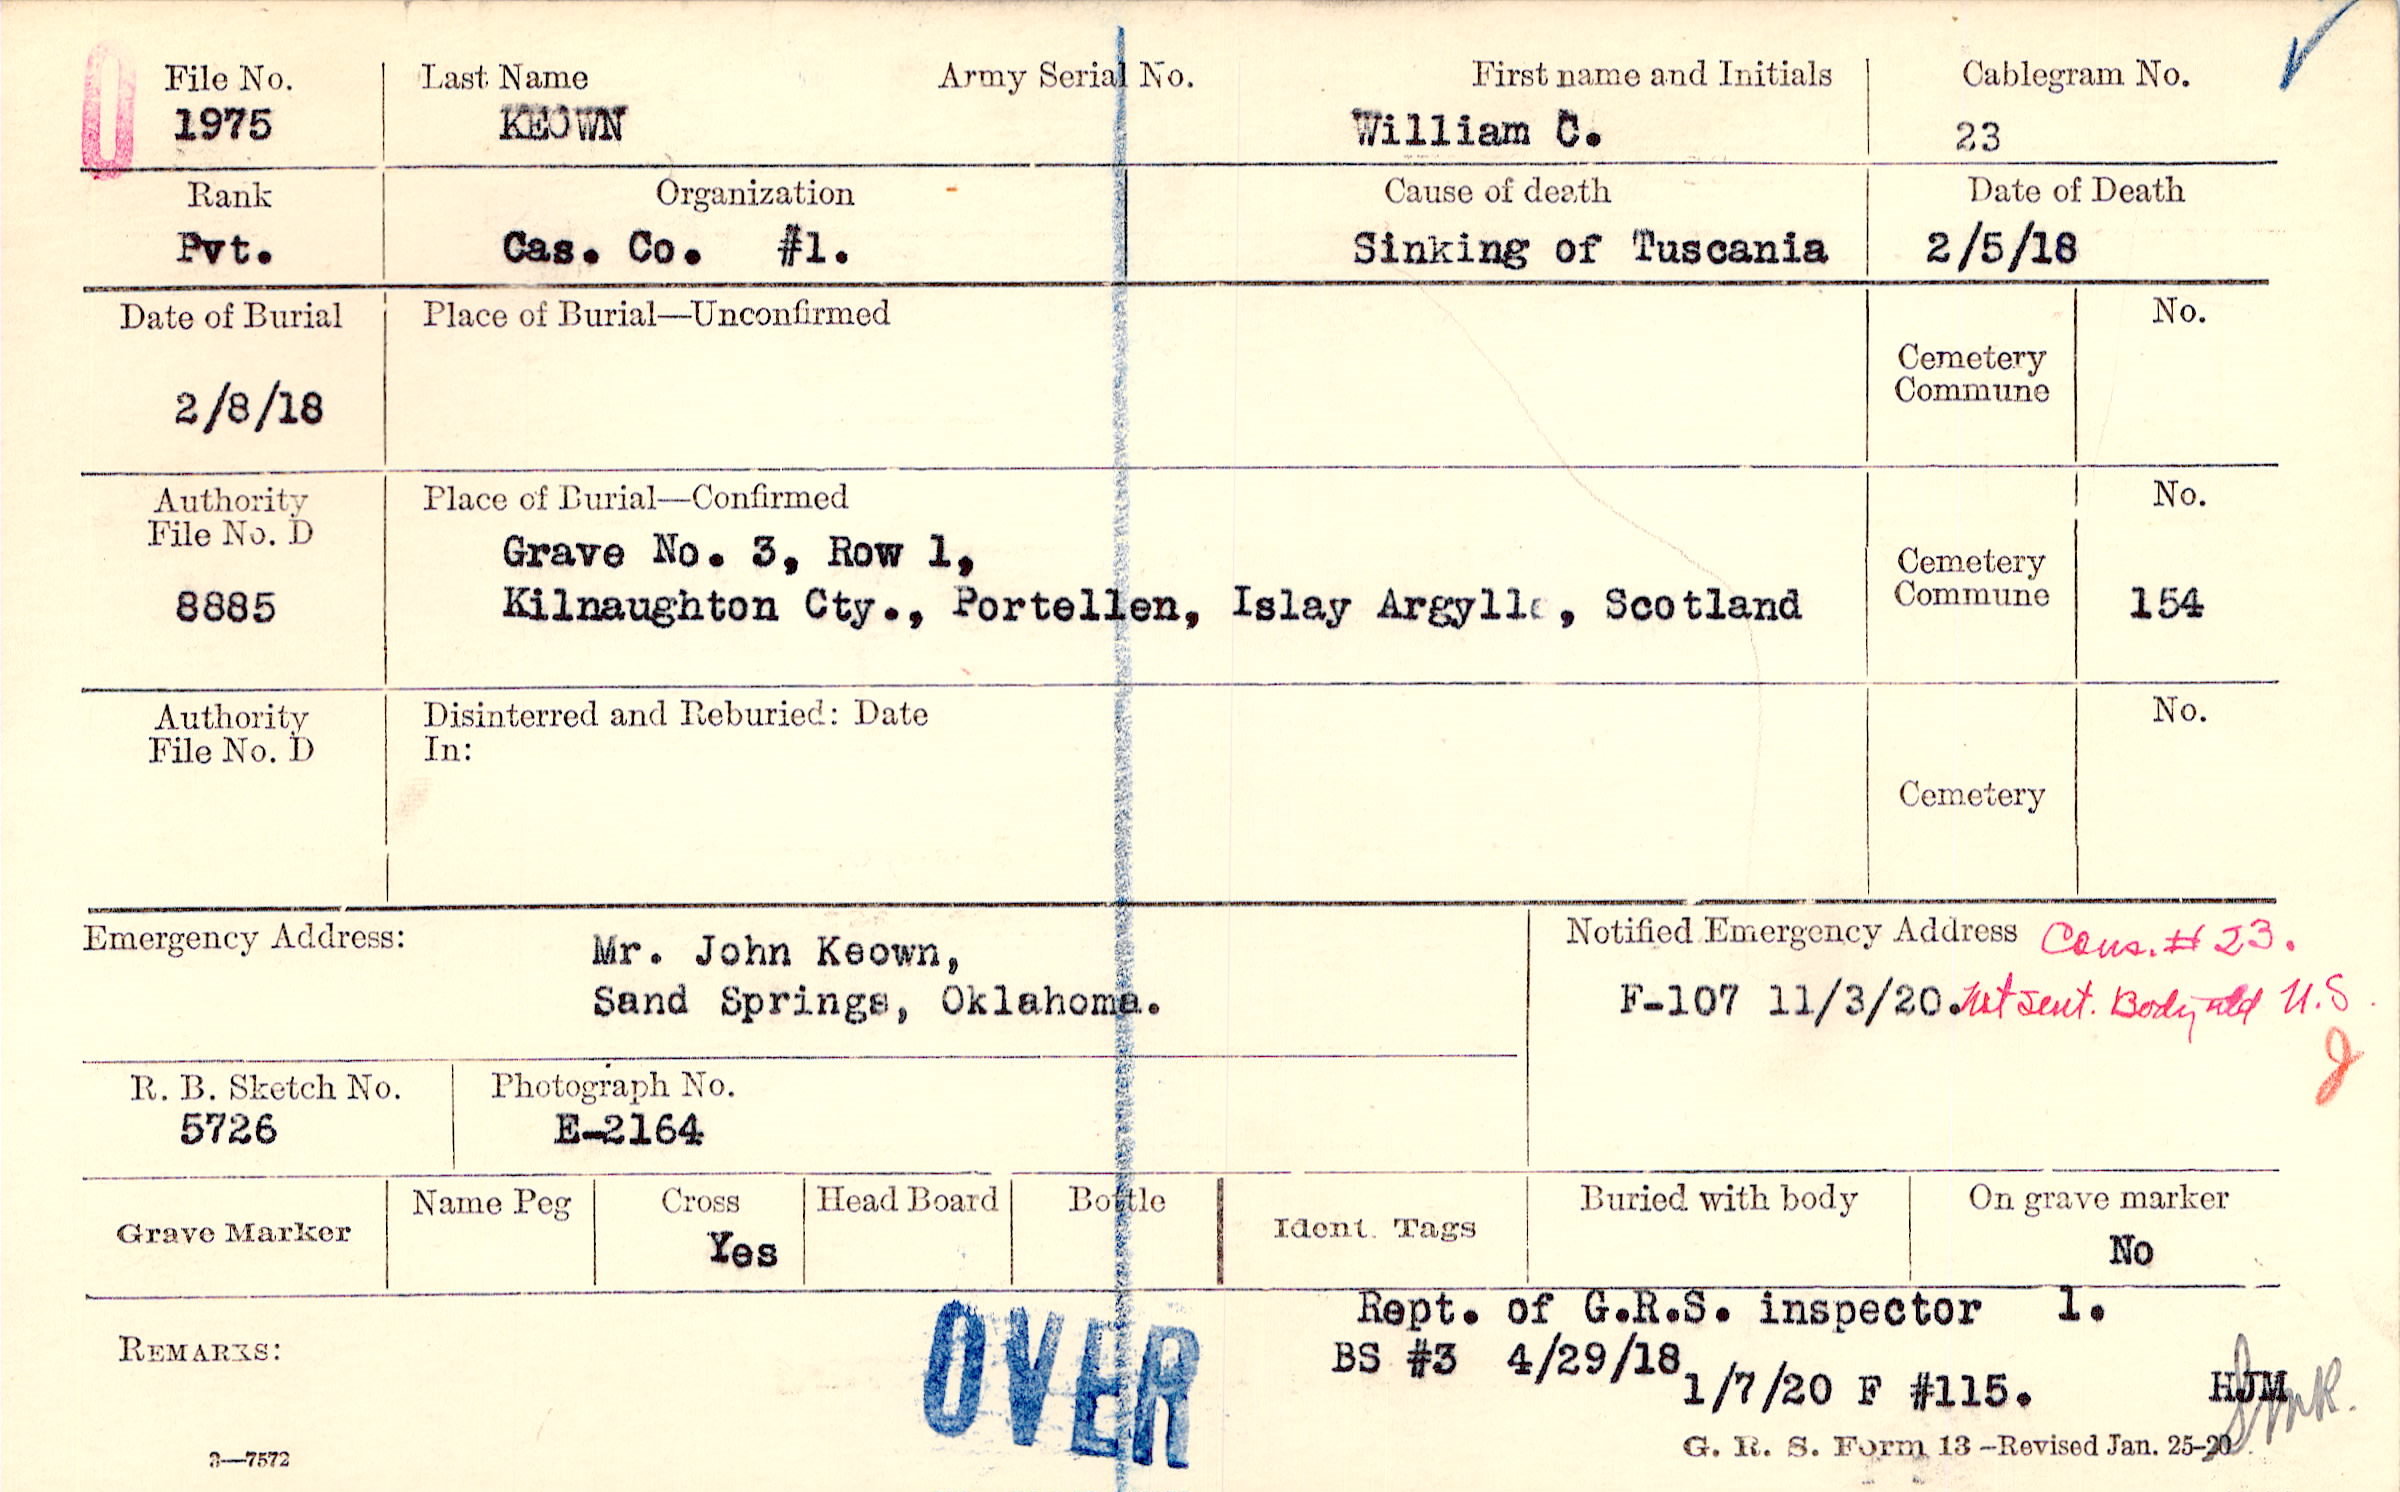 File No. Last Name Army Serial No. First name and Initials Cablegram No.
1975 KEOWN William C. 23
Rank Organization Cause of death Date of Death
Pvt. Cas. Co. #1. Sinking of Tuscania 2/5/18
Date of Burial Place of Burial—Unconfirmed No.
Cemetery
Commune
2/8/18
Authority Place of Burial—Confirmed No.
File No. D
Grave No. 3, Row 1,
Cemetery
8885 Kilnaughton Cty., Portellen, Islay Argylle, Scotland Commune 154
Authority Disinterred and Reburied: Date No.
File No. D In:
Cemetery
Emergency Address: Notified Emergency Address Cons. # 23.
Mr. John Keown,
Sand Springs, Oklahoma. F-107 11/3/20. Not sent. Body U.S.
J
R. B. Sketch No. Photograph No.
5726 E-2164
Grave Marker Name Peg Cross Head Board Bottle Ident. Tags Buried with body On grave marker
Yes No
Rept. of G.R.S. inspector 1.
REMARKS: OVER BS #3 4/29/18
1/7/20 F #115. HJM
G. R. S. Form 13—Revised Jan. 25-20
3—7572